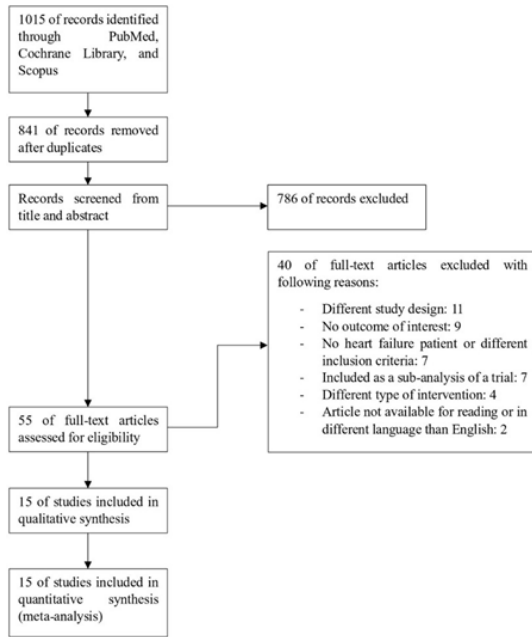 1015 of records identified
through PubMed,
Cochrane Library, and
Scopus
841 of records removed
after duplicates
Records screened from
title and abstract
786 of records excluded
40 of full-text articles excluded with
following reasons:
- Different study design: 11
- No outcome of interest: 9
- No heart failure patient or different
inclusion criteria: 7
- Included as a sub-analysis of a trial: 7
- Different type of intervention: 4
- Article not available for reading or in
different language than English: 2
55 of full-text articles
assessed for eligibility
15 of studies included in
qualitative synthesis
15 of studies included in
quantitative synthesis
(meta-analysis)